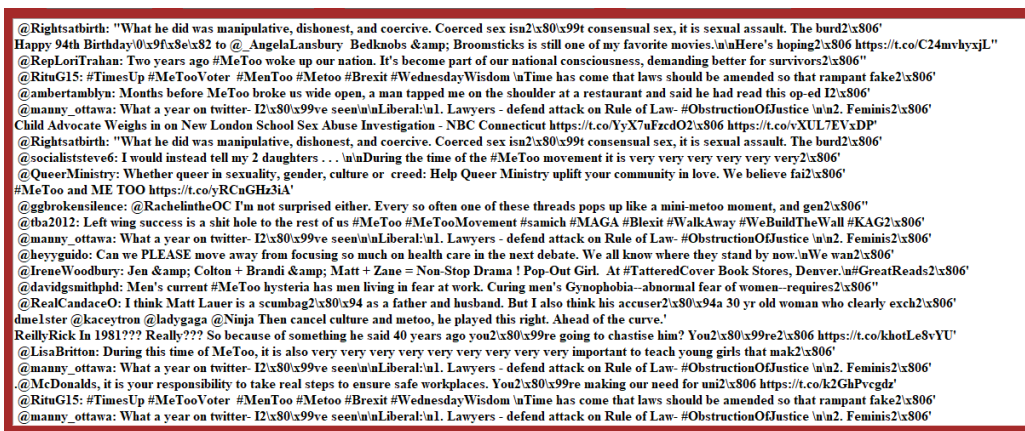 @Rightsatbirth: "What he did was manipulative, dishonest, and coercive. Coerced sex isn2\x80\x99t consensual sex, it is sexual assault. The burd2\x806'
Happy 94th Birthday\0\x9f\x8e\x82 to @_AngelaLansbury Bedknobs &amp; Broomsticks is still one of my favorite movies.\n\nHere's hoping2\x806 https://t.co/C24mvhyxjL"
@RepLoriTrahan: Two years ago #MeToo woke up our nation. It's become part of our national consciousness, demanding better for survivors2\x806"
@RituG15: #TimesUp #MeTooVoter #MenToo #Metoo #Brexit #WednesdayWisdom \nTime has come that laws should be amended so that rampant fake2\x806'
@ambertamblyn: Months before MeToo broke us wide open, a man tapped me on the shoulder at a restaurant and said he had read this op-ed I2\x806'
@manny_ottawa: What a year on twitter- I2\x80\x99ve seen\n\nLiberal:\n1. Lawyers - defend attack on Rule of Law- #ObstructionOfJustice \n\n2. Feminis2\x806'
Child Advocate Weighs in on New London School Sex Abuse Investigation - NBC Connecticut https://t.co/YyX7uFzcdO2\x806 https://t.co/vXUL7EVxDP'
@Rightsatbirth: "What he did was manipulative, dishonest, and coercive. Coerced sex isn2\x80\x99t consensual sex, it is sexual assault. The burd2\x806'
@socialiststeve6: I would instead tell my 2 daughters . . . \n\nDuring the time of the #MeToo movement it is very very very very very very2\x806'
@QueerMinistry: Whether queer in sexuality, gender, culture or creed: Help Queer Ministry uplift your community in love. We believe fai2\x806'
#MeToo and ME TOO https://t.co/yRCnGHz3iA'
@ggbrokensilence: @RachelintheOC I'm not surprised either. Every so often one of these threads pops up like a mini-metoo moment, and gen2\x806"
@tba2012: Left wing success is a shit hole to the rest of us #MeToo #MeTooMovement #samich #MAGA #Blexit #WalkAway #WeBuildTheWall #KAG2\x806'
@manny_ottawa: What a year on twitter- I2\x80\x99ve seen\n\nLiberal:\n1. Lawyers - defend attack on Rule of Law- #ObstructionOfJustice \n\n2. Feminis2\x806'
@heyyguido: Can we PLEASE move away from focusing so much on health care in the next debate. We all know where they stand by now.\nWe wan2\x806'
@IreneWoodbury: Jen &amp; Colton + Brandi &amp; Matt + Zane = Non-Stop Drama ! Pop-Out Girl. At #TatteredCover Book Stores, Denver.\n#GreatReads2\x806'
@davidgsmithphd: Men's current #MeToo hysteria has men living in fear at work. Curing men's Gynophobia--abnormal fear of women--requires2\x806"
@RealCandaceO: I think Matt Lauer is a scumbag2\x80\x94 as a father and husband. But I also think his accuser2\x80\x94a 30 yr old woman who clearly exch2\x806'
dme1ster @kaceytron @ladygaga @Ninja Then cancel culture and metoo, he played this right. Ahead of the curve.'
ReillyRick In 1981??? Really??? So because of something he said 40 years ago you2\x80\x99re going to chastise him? You2\x80\x99re2\x806 https://t.co/khotLe8vYU'
@LisaBritton: During this time of MeToo, it is also very very very very very very very very very important to teach young girls that mak2\x806'
@manny_ottawa: What a year on twitter- I2\x80\x99ve seen\n\nLiberal:\n1. Lawyers - defend attack on Rule of Law- #ObstructionOfJustice \n\n2. Feminis2\x806'
.@McDonalds, it is your responsibility to take real steps to ensure safe workplaces. You2\x80\x99re making our need for uni2\x806 https://t.co/k2GhPvcgdz'
@RituG15: #TimesUp #MeTooVoter #MenToo #Metoo #Brexit #WednesdayWisdom \nTime has come that laws should be amended so that rampant fake2\x806'
@manny_ottawa: What a year on twitter- I2\x80\x99ve seen\n\nLiberal:\n1. Lawyers - defend attack on Rule of Law- #ObstructionOfJustice \n\n2. Feminis2\x806'